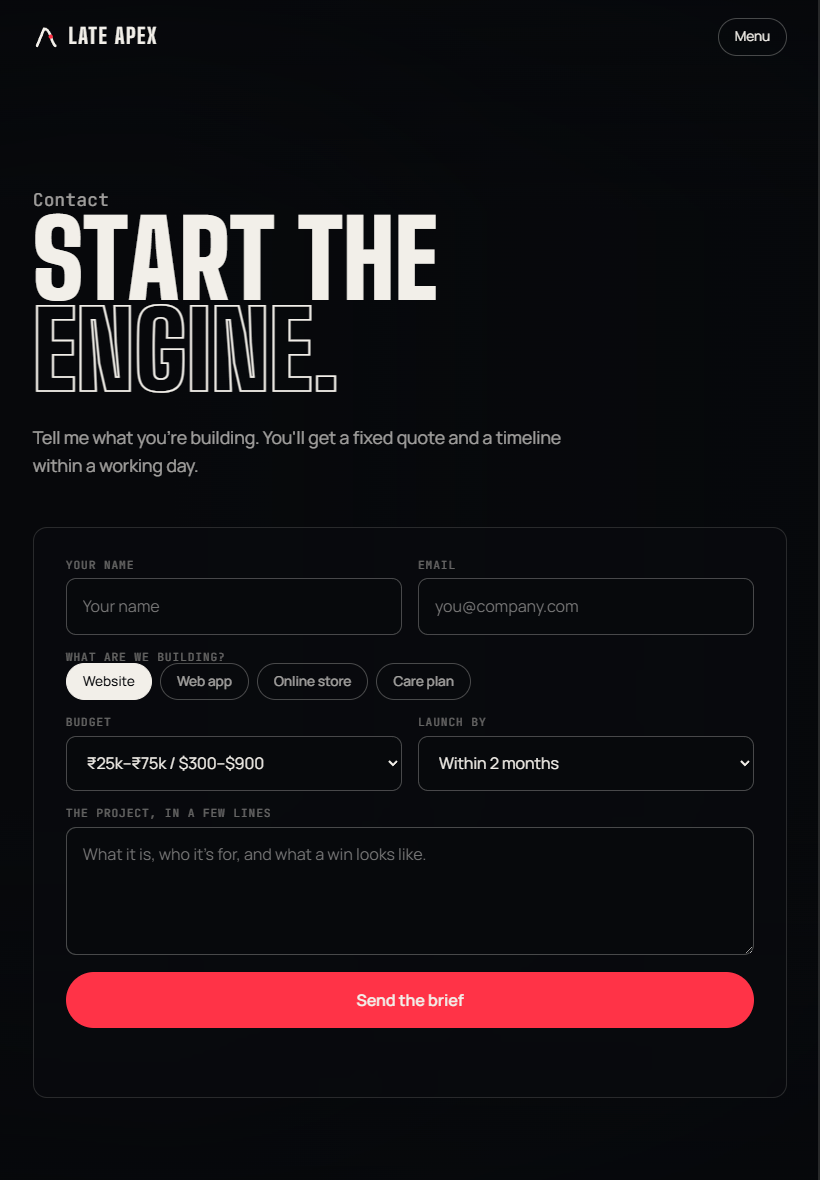 LATE APEX
Menu
Contact
START THE
ENGINE.
Tell me what you're building. You'll get a fixed quote and a timeline
within a working day.
YOUR NAME
EMAIL
Your name
you@company.com
WHAT ARE WE BUILDING?
Website
Web app
Online store
Care plan
BUDGET
LAUNCH BY
₹25k–₹75k / $300–$900
Within 2 months
THE PROJECT, IN A FEW LINES
What it is, who it's for, and what a win looks like.
Send the brief